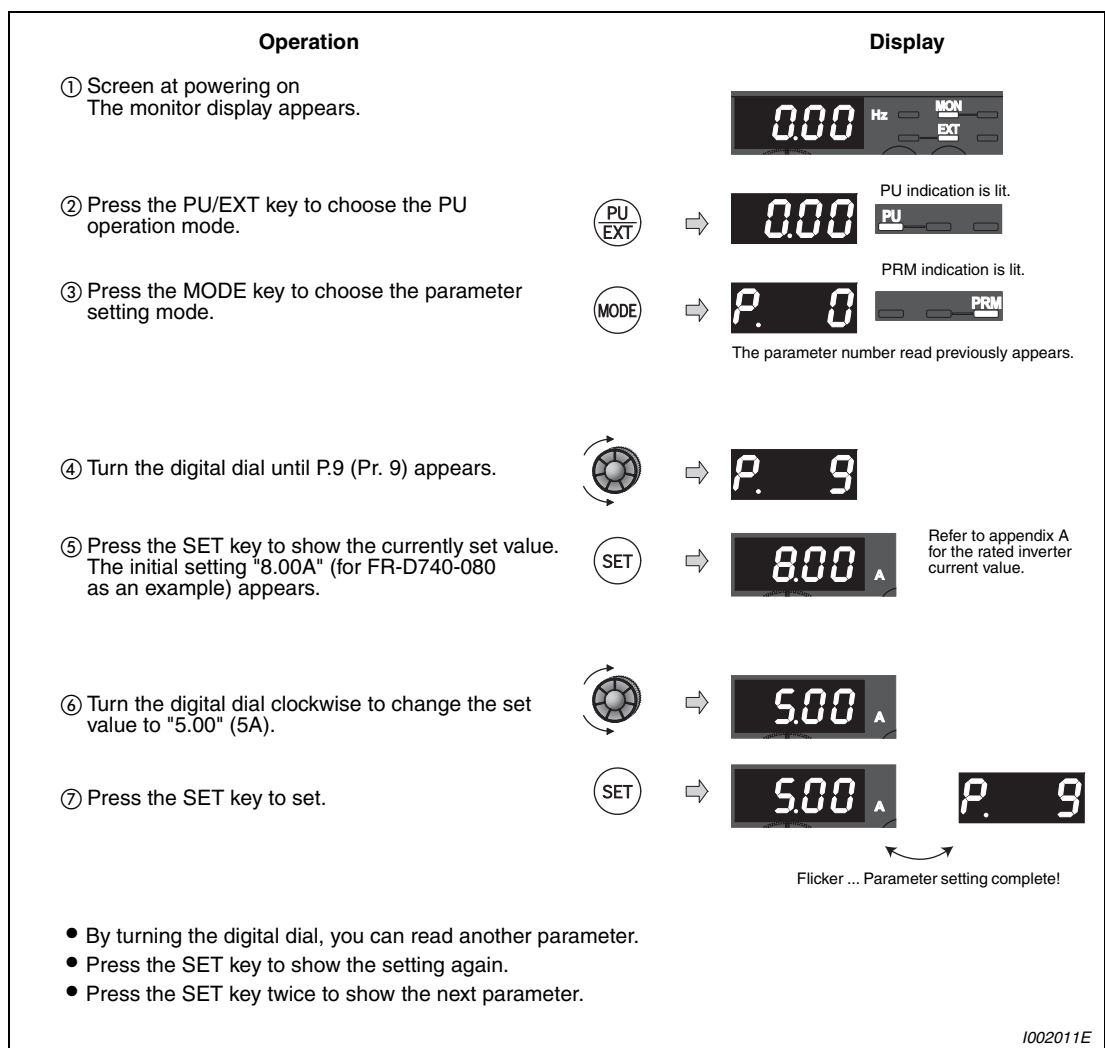 Operation
Display
① Screen at powering on
The monitor display appears.
0.00 Hz MON
EXT
② Press the PU/EXT key to choose the PU
operation mode.
PU
EXT
0.00
PU indication is lit.
PU
③ Press the MODE key to choose the parameter
setting mode.
MODE
P. 0
PRM indication is lit.
PRM
The parameter number read previously appears.
④ Turn the digital dial until P.9 (Pr. 9) appears.
P. 9
⑤ Press the SET key to show the currently set value.
The initial setting "8.00A" (for FR-D740-080
as an example) appears.
SET
8.00 A
Refer to appendix A
for the rated inverter
current value.
⑥ Turn the digital dial clockwise to change the set
value to "5.00" (5A).
5.00 A
⑦ Press the SET key to set.
SET
5.00 A
P. 9
Flicker ... Parameter setting complete!
● By turning the digital dial, you can read another parameter.
● Press the SET key to show the setting again.
● Press the SET key twice to show the next parameter.
I002011E